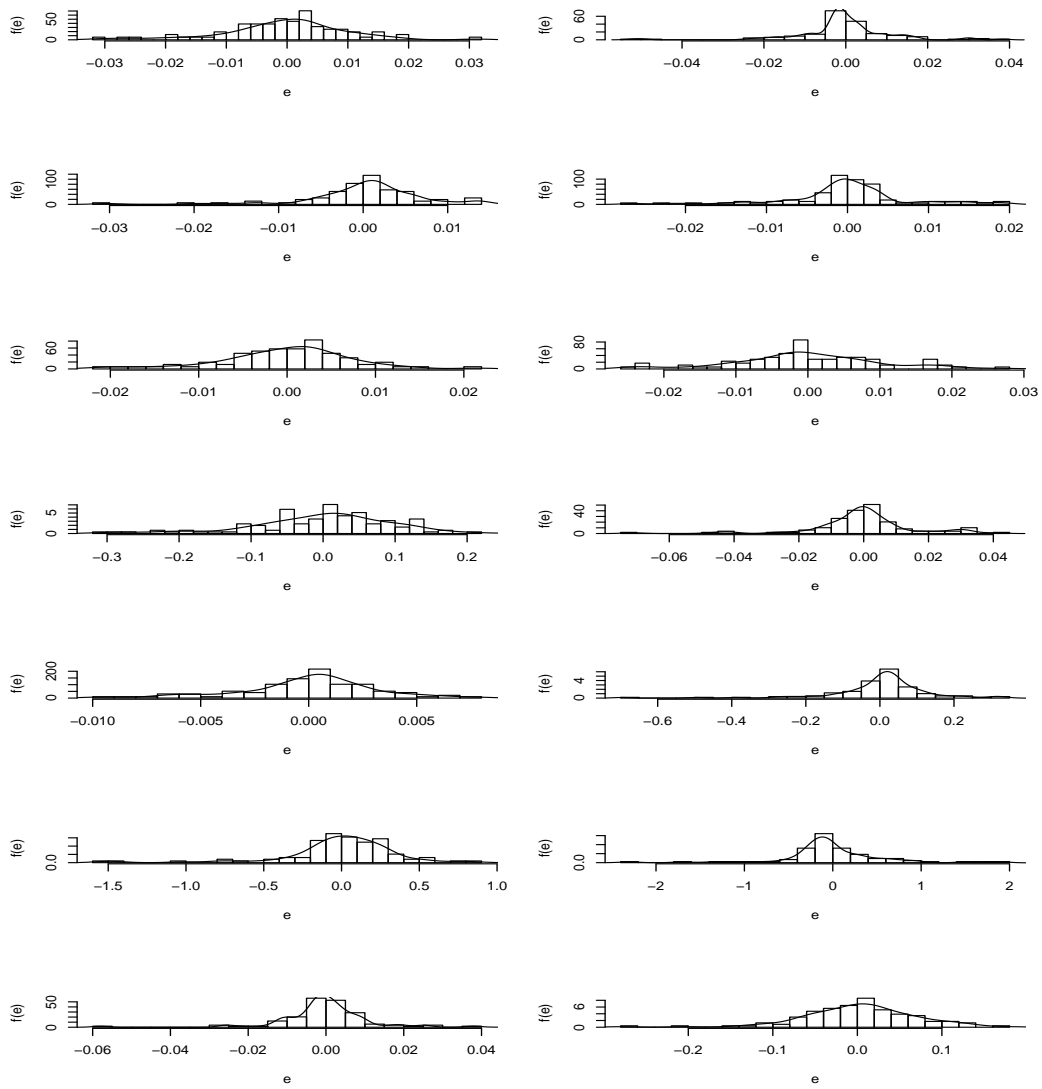 f(e) 0 50
−0.03 −0.02 −0.01 0.00 0.01 0.02 0.03
e
f(e) 0 60
−0.04 −0.02 0.00 0.02 0.04
e
f(e) 0 100
−0.03 −0.02 −0.01 0.00 0.01
e
f(e) 0 100
−0.02 −0.01 0.00 0.01 0.02
e
f(e) 0 60
−0.02 −0.01 0.00 0.01 0.02
e
f(e) 0 80
−0.02 −0.01 0.00 0.01 0.02 0.03
e
f(e) 0 5
−0.3 −0.2 −0.1 0.0 0.1 0.2
e
f(e) 0 40
−0.06 −0.04 −0.02 0.00 0.02 0.04
e
f(e) 0 200
−0.010 −0.005 0.000 0.005
e
f(e) 0 4
−0.6 −0.4 −0.2 0.0 0.2
e
f(e) 0.0
−1.5 −1.0 −0.5 0.0 0.5 1.0
e
f(e) 0.0
−2 −1 0 1 2
e
f(e) 0 50
−0.06 −0.04 −0.02 0.00 0.02 0.04
e
f(e) 0 6
−0.2 −0.1 0.0 0.1
e